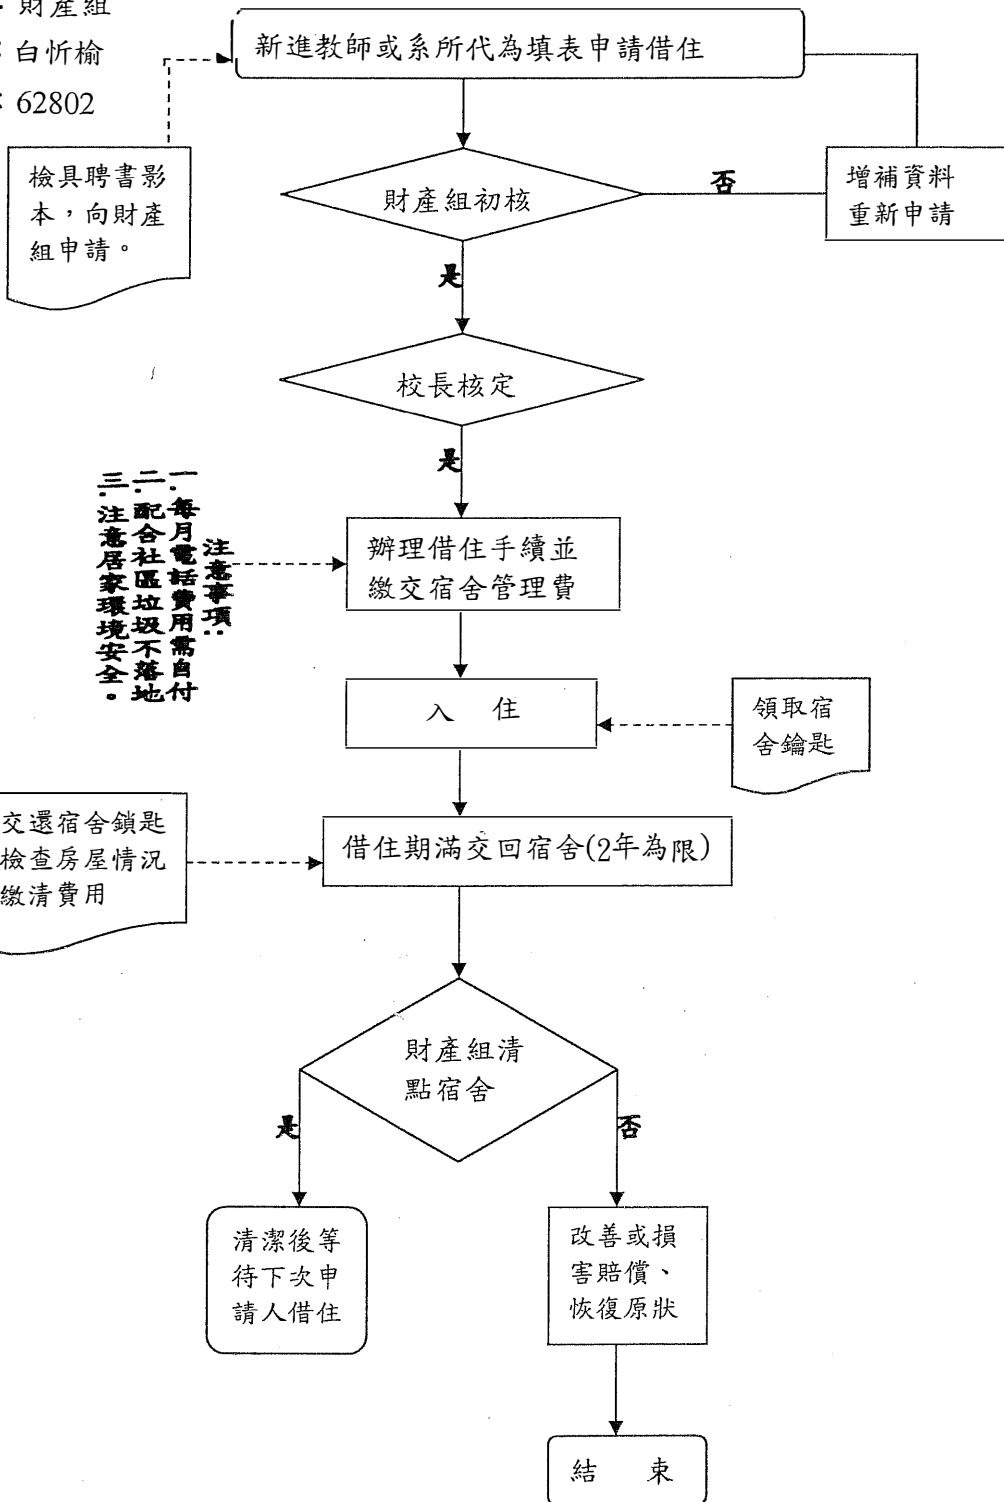 ：財產組
：白忻榆
：62802
新進教師或系所代為填表申請借住
檢具聘書影
本，向財產
組申請。
財產組初核
否
增補資料
重新申請
是
校長核定
是
注意事項：
一.每月電話費用需自付
二.配合社區垃圾不落地
三.注意居家環境安全。
辦理借住手續並
繳交宿舍管理費
入　住
領取宿
舍鑰匙
交還宿舍鎖匙
檢查房屋情況
繳清費用
借住期滿交回宿舍(2年為限)
財產組清
點宿舍
是
否
清潔後等
待下次申
請人借住
改善或損
害賠償、
恢復原狀
結　束